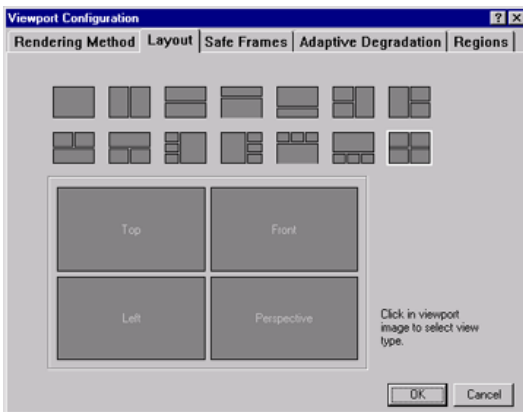 Viewport Configuration
Rendering Method Layout Safe Frames Adaptive Degradation Regions
Top Front
Left Perspective
Click in viewport
image to select view
type.
OK Cancel